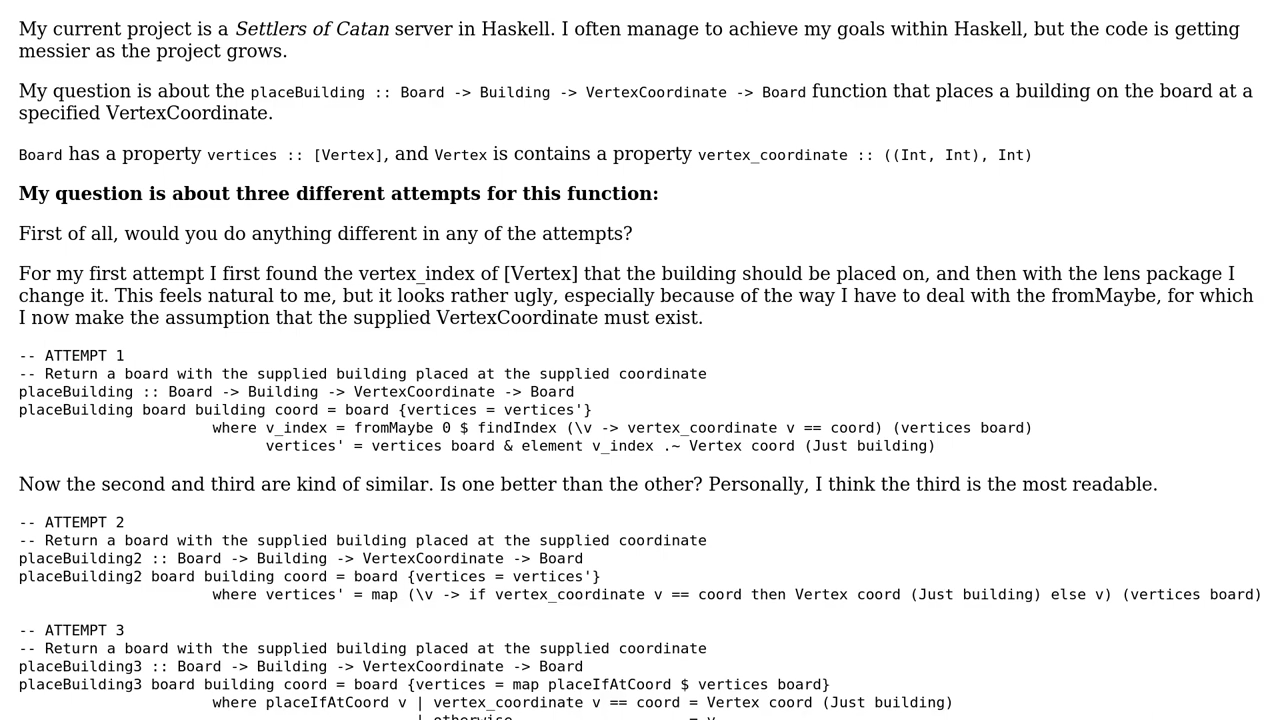 My current project is a Settlers of Catan server in Haskell. I often manage to achieve my goals within Haskell, but the code is getting
messier as the project grows.
My question is about the placeBuilding :: Board -> Building -> VertexCoordinate -> Board function that places a building on the board at a
specified VertexCoordinate.
Board has a property vertices :: [Vertex], and Vertex is contains a property vertex_coordinate :: ((Int, Int), Int)
My question is about three different attempts for this function:
First of all, would you do anything different in any of the attempts?
For my first attempt I first found the vertex_index of [Vertex] that the building should be placed on, and then with the lens package I
change it. This feels natural to me, but it looks rather ugly, especially because of the way I have to deal with the fromMaybe, for which
I now make the assumption that the supplied VertexCoordinate must exist.
-- ATTEMPT 1
-- Return a board with the supplied building placed at the supplied coordinate
placeBuilding :: Board -> Building -> VertexCoordinate -> Board
placeBuilding board building coord = board {vertices = vertices'}
where v_index = fromMaybe 0 $ findIndex (\v -> vertex_coordinate v == coord) (vertices board)
vertices' = vertices board & element v_index .~ Vertex coord (Just building)
Now the second and third are kind of similar. Is one better than the other? Personally, I think the third is the most readable.
-- ATTEMPT 2
-- Return a board with the supplied building placed at the supplied coordinate
placeBuilding2 :: Board -> Building -> VertexCoordinate -> Board
placeBuilding2 board building coord = board {vertices = vertices'}
where vertices' = map (\v -> if vertex_coordinate v == coord then Vertex coord (Just building) else v) (vertices board)
-- ATTEMPT 3
-- Return a board with the supplied building placed at the supplied coordinate
placeBuilding3 :: Board -> Building -> VertexCoordinate -> Board
placeBuilding3 board building coord = board {vertices = map placeIfAtCoord $ vertices board}
where placeIfAtCoord v | vertex_coordinate v == coord = Vertex coord (Just building)
| otherwise = v